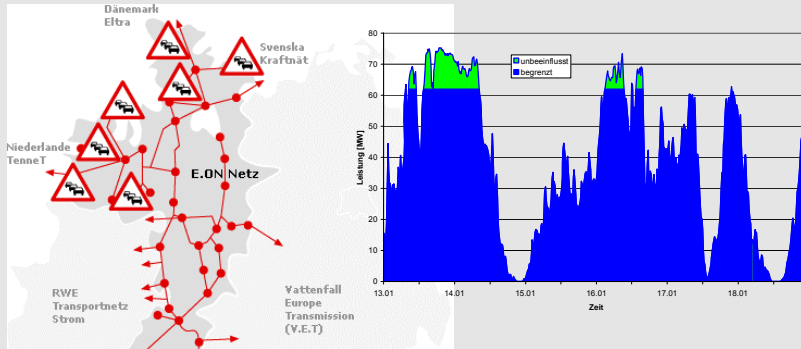 Dänemark
Eltra
Svenska
Kraftnät
Niederlande
TenneT
E.ON Netz
RWE
Transportnetz
Strom
Vattenfall
Europe
Transmission
(V.E.T)
Leistung [MW]
80
70
60
50
40
30
20
10
0
unbeeinflusst
begrenzt
13.01
14.01
15.01
16.01
17.01
18.01
Zeit